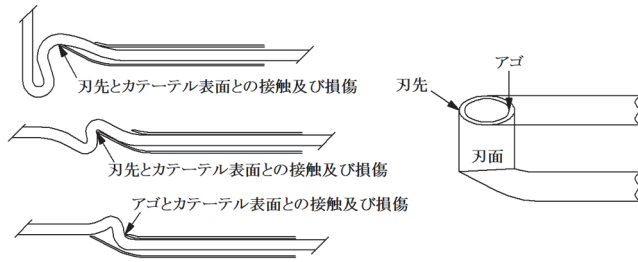 刃先とカテーテル表面との接触及び損傷
刃先とカテーテル表面との接触及び損傷
アゴとカテーテル表面との接触及び損傷
アゴ
刃先
刃面